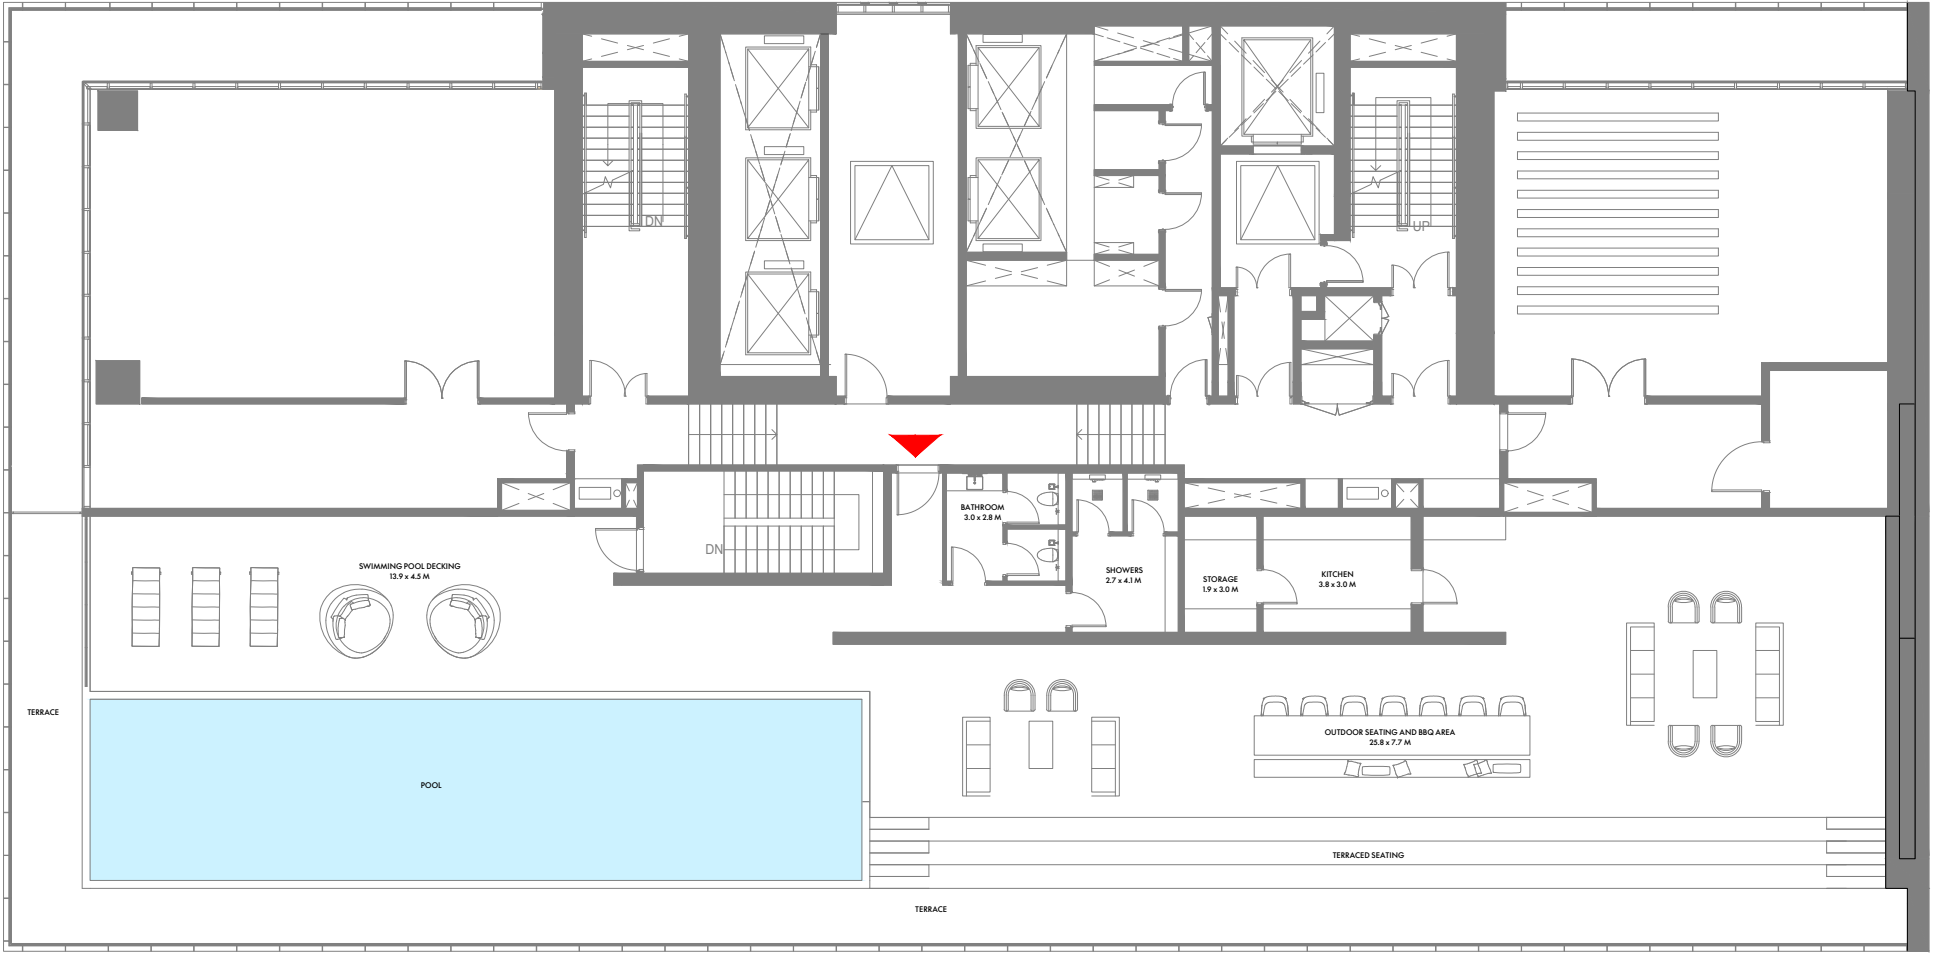 DN
UP
BATHROOM
3.0 x 2.8 M
DN
SWIMMING POOL DECKING
13.9 x 4.5 M
SHOWERS
2.7 x 4.1 M
STORAGE
1.9 x 3.0 M
KITCHEN
3.8 x 3.0 M
TERRACE
OUTDOOR SEATING AND BBQ AREA
25.8 x 7.7 M
POOL
TERRACED SEATING
TERRACE